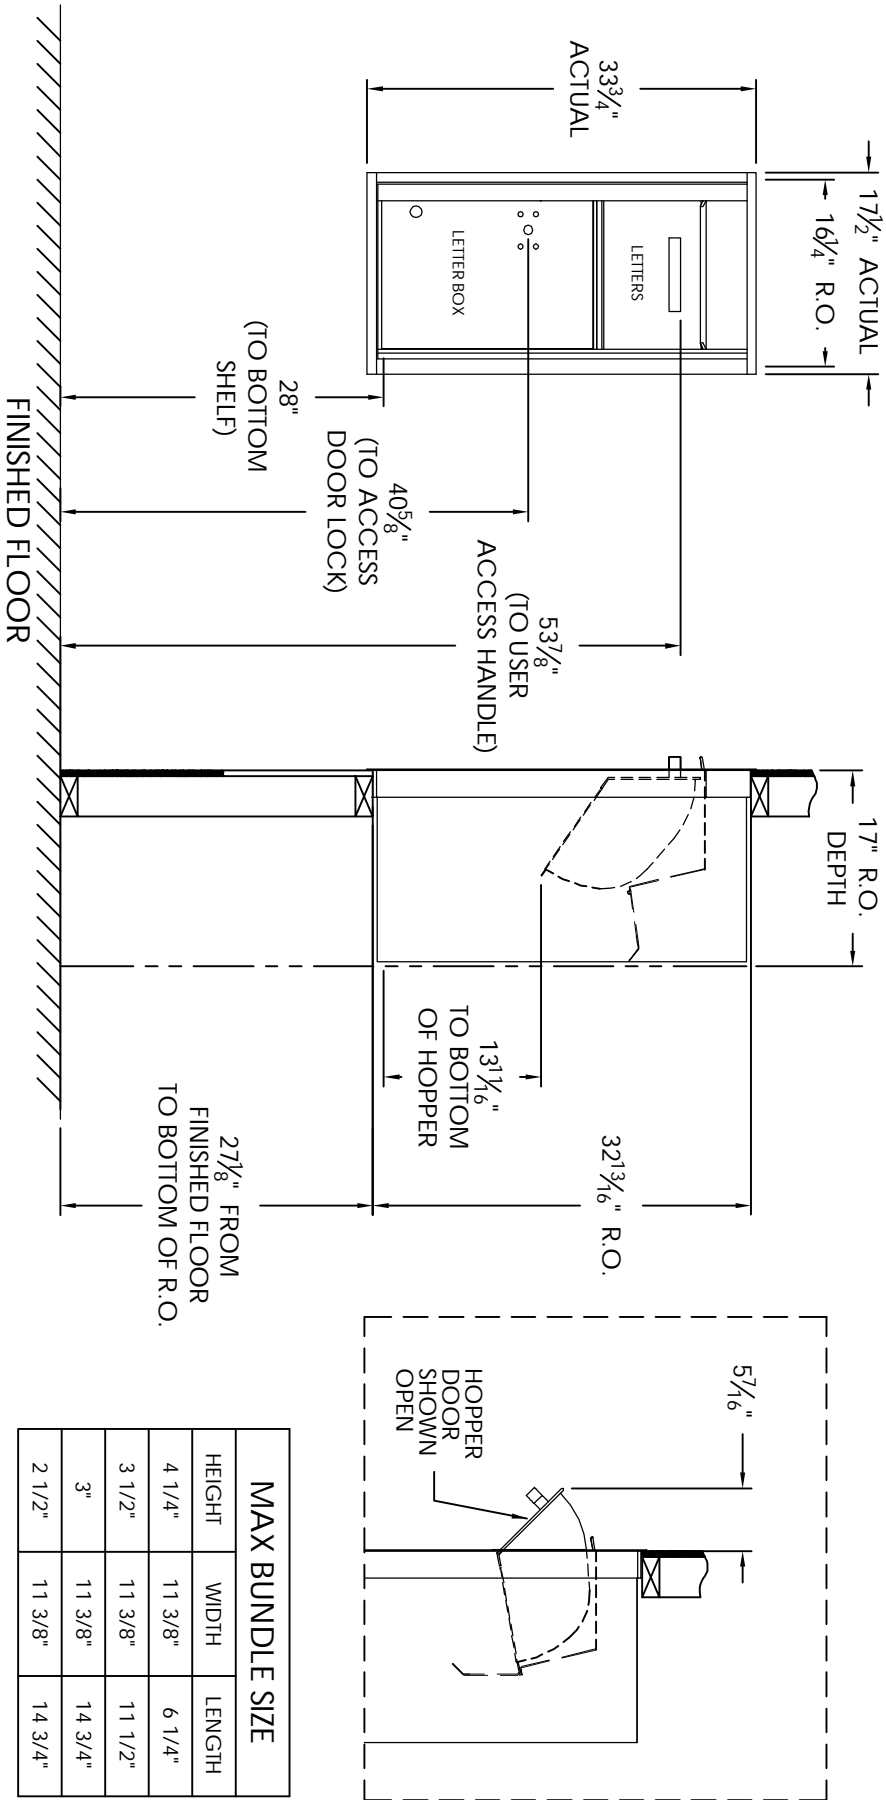 17½" ACTUAL
16¼" R.O.
33¾"
ACTUAL
LETTERS
LETTER BOX
28"
(TO BOTTOM
SHELF)
40⅝"
(TO ACCESS
DOOR LOCK)
53⅞"
(TO USER
ACCESS HANDLE)
FINISHED FLOOR
17" R.O.
DEPTH
13 11/16"
TO BOTTOM
OF HOPPER
32 13/16" R.O.
27⅛" FROM
FINISHED FLOOR
TO BOTTOM OF R.O.
5 7/16"
HOPPER
DOOR
SHOWN
OPEN
MAX BUNDLE SIZE
HEIGHT WIDTH LENGTH
4 1/4" 11 3/8" 6 1/4"
3 1/2" 11 3/8" 11 1/2"
3" 11 3/8" 14 3/4"
2 1/2" 11 3/8" 14 3/4"